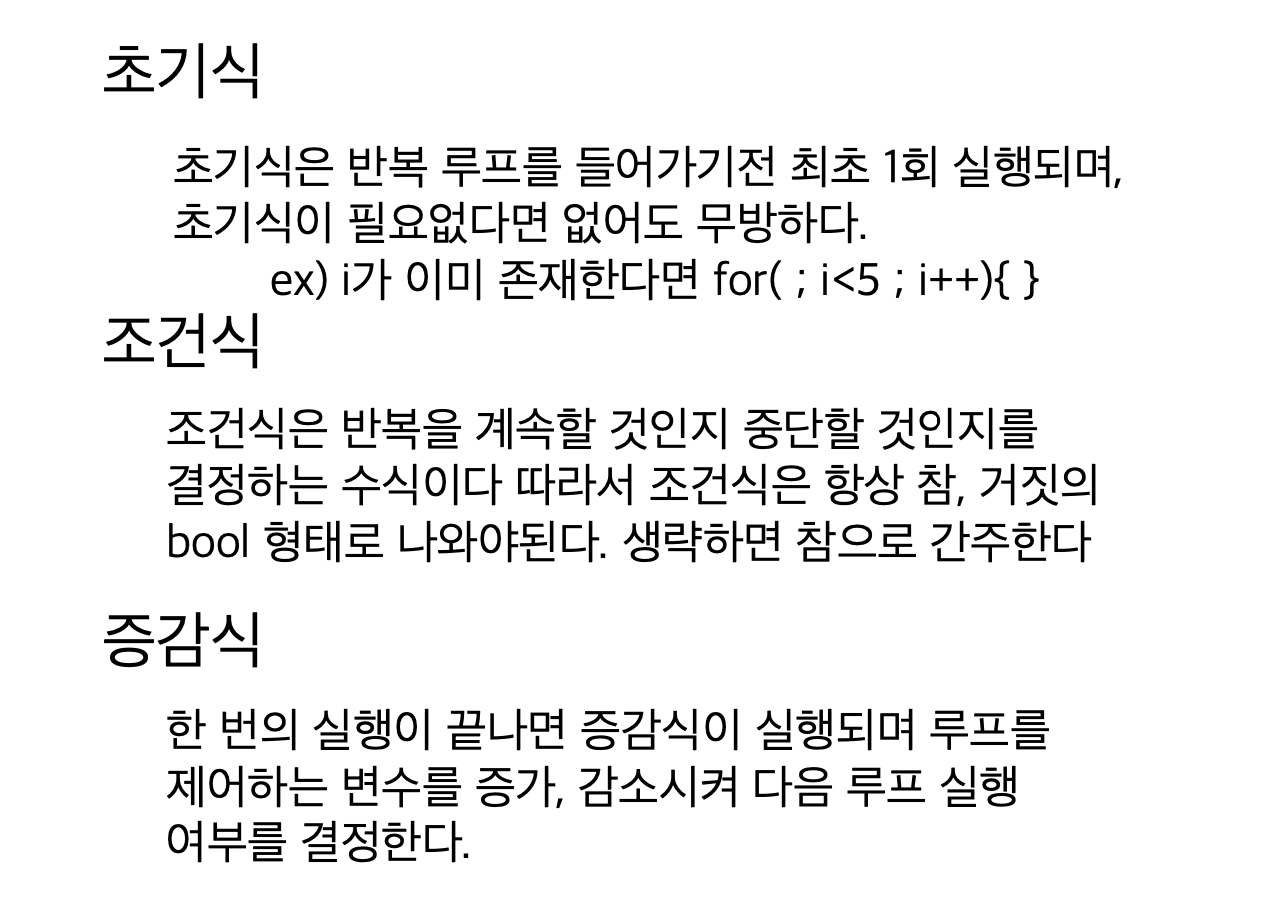 초기식
초기식은 반복 루프를 들어가기전 최초 1회 실행되며,
초기식이 필요없다면 없어도 무방하다.
ex) i가 이미 존재한다면 for( ; i<5 ; i++){ }
조건식
조건식은 반복을 계속할 것인지 중단할 것인지를
결정하는 수식이다 따라서 조건식은 항상 참, 거짓의
bool 형태로 나와야된다. 생략하면 참으로 간주한다
증감식
한 번의 실행이 끝나면 증감식이 실행되며 루프를
제어하는 변수를 증가, 감소시켜 다음 루프 실행
여부를 결정한다.